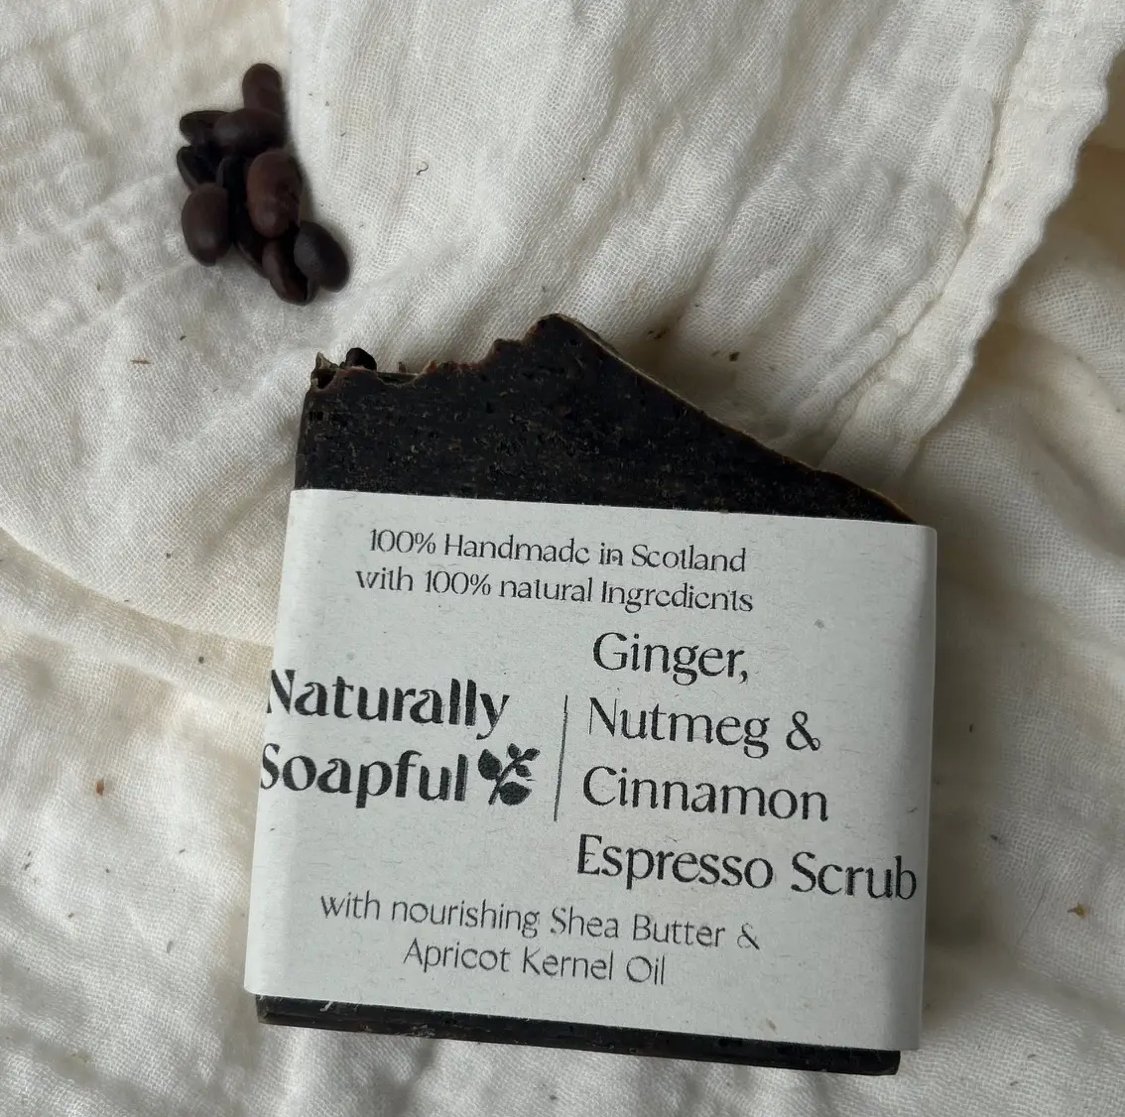 100% Handmade in Scotland
with 100% natural Ingredients
Naturally
Soapful
Ginger,
Nutmeg &
Cinnamon
Espresso Scrub
with nourishing Shea Butter &
Apricot Kernel Oil